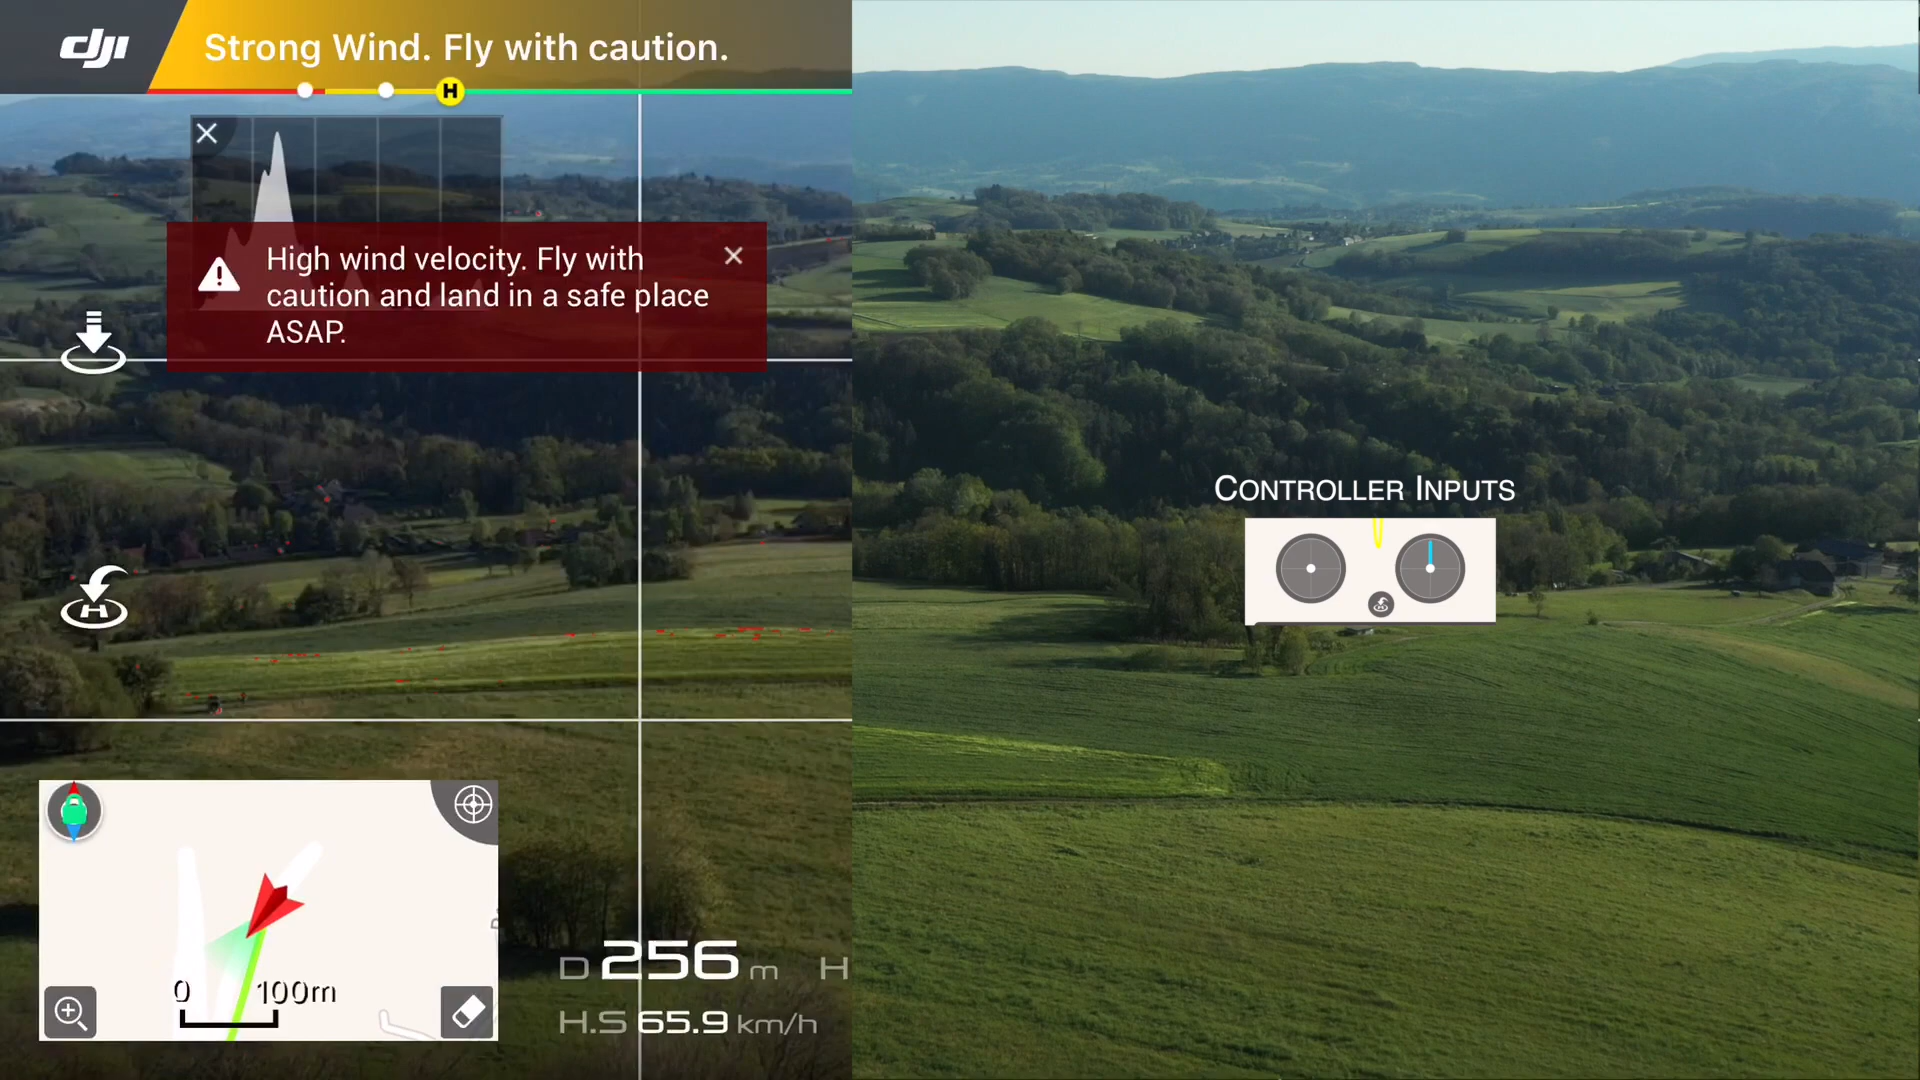 dji
Strong Wind. Fly with caution.
H
High wind velocity. Fly with
caution and land in a safe place
ASAP.
CONTROLLER INPUTS
H
H
0 100m
D 256 m H
H.S 65.9 km/h